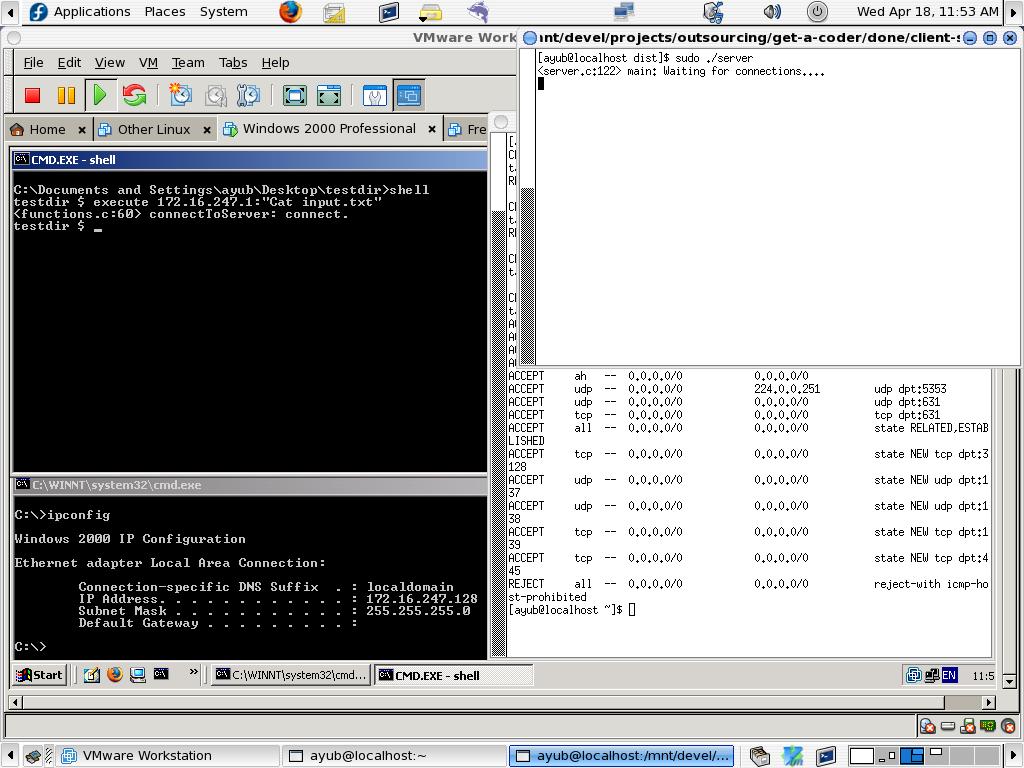 Applications Places System
Wed Apr 18, 11:53 AM
VMware Work
nt/devel/projects/outsourcing/get-a-coder/done/client-s
File Edit View VM Team Tabs Help
Home × Other Linux × Windows 2000 Professional × Fre
[ayub@localhost dist]$ sudo ./server
<server.c:122> main: Waiting for connections....
CMD.EXE - shell
C:\Documents and Settings\ayub\Desktop\testdir>shell
testdir $ execute 172.16.247.1:"Cat input.txt"
<functions.c:60> connectToServer: connect.
testdir $ _
ACCEPT ah -- 0.0.0.0/0 0.0.0.0/0
ACCEPT udp -- 0.0.0.0/0 224.0.0.251 udp dpt:5353
ACCEPT udp -- 0.0.0.0/0 0.0.0.0/0 udp dpt:631
ACCEPT tcp -- 0.0.0.0/0 0.0.0.0/0 tcp dpt:631
ACCEPT all -- 0.0.0.0/0 0.0.0.0/0 state RELATED,ESTAB
LISHED
ACCEPT tcp -- 0.0.0.0/0 0.0.0.0/0 state NEW tcp dpt:3
128
ACCEPT udp -- 0.0.0.0/0 0.0.0.0/0 state NEW udp dpt:1
37
ACCEPT udp -- 0.0.0.0/0 0.0.0.0/0 state NEW udp dpt:1
38
ACCEPT tcp -- 0.0.0.0/0 0.0.0.0/0 state NEW tcp dpt:1
39
ACCEPT tcp -- 0.0.0.0/0 0.0.0.0/0 state NEW tcp dpt:4
45
REJECT all -- 0.0.0.0/0 0.0.0.0/0 reject-with icmp-ho
st-prohibited
[ayub@localhost ~]$
C:\WINNT\system32\cmd.exe
C:\>ipconfig
Windows 2000 IP Configuration
Ethernet adapter Local Area Connection:
Connection-specific DNS Suffix . : localdomain
IP Address. . . . . . . . . . . . : 172.16.247.128
Subnet Mask . . . . . . . . . . . : 255.255.255.0
Default Gateway . . . . . . . . . :
C:\>
Start » C:\WINNT\system32\cmd... CMD.EXE - shell EN 11:5
VMware Workstation ayub@localhost:~ ayub@localhost:/mnt/devel/...